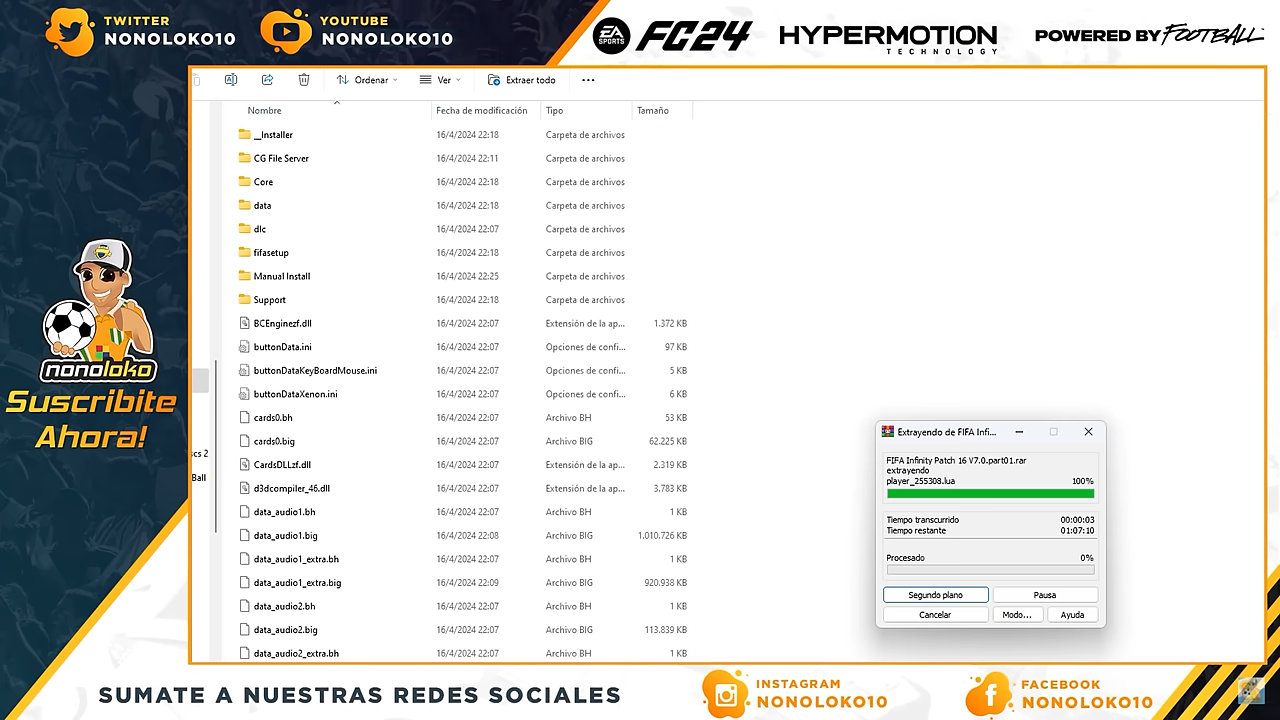 TWITTER
NONOLOKO10
YOUTUBE
NONOLOKO10
EA SPORTS
FC24
HYPERMOTION
TECHNOLOGY
POWERED BY FOOTBALL
Ordenar
Ver
Extraer todo
Nombre Fecha de modificación Tipo Tamaño
__Installer 16/4/2024 22:18 Carpeta de archivos
CG File Server 16/4/2024 22:11 Carpeta de archivos
Core 16/4/2024 22:18 Carpeta de archivos
data 16/4/2024 22:18 Carpeta de archivos
dlc 16/4/2024 22:07 Carpeta de archivos
fifasetup 16/4/2024 22:18 Carpeta de archivos
Manual Install 16/4/2024 22:25 Carpeta de archivos
Support 16/4/2024 22:18 Carpeta de archivos
BCEnginezf.dll 16/4/2024 22:07 Extensión de la ap... 1.372 KB
buttonData.ini 16/4/2024 22:07 Opciones de confi... 97 KB
buttonDataKeyBoardMouse.ini 16/4/2024 22:07 Opciones de confi... 5 KB
buttonDataXenon.ini 16/4/2024 22:07 Opciones de confi... 6 KB
cards0.bh 16/4/2024 22:07 Archivo BH 53 KB
cards0.big 16/4/2024 22:07 Archivo BIG 62.225 KB
CardsDLLzf.dll 16/4/2024 22:07 Extensión de la ap... 2.319 KB
d3dcompiler_46.dll 16/4/2024 22:07 Extensión de la ap... 3.783 KB
data_audio1.bh 16/4/2024 22:07 Archivo BH 1 KB
data_audio1.big 16/4/2024 22:08 Archivo BIG 1.010.726 KB
data_audio1_extra.bh 16/4/2024 22:07 Archivo BH 1 KB
data_audio1_extra.big 16/4/2024 22:09 Archivo BIG 920.938 KB
data_audio2.bh 16/4/2024 22:07 Archivo BH 1 KB
data_audio2.big 16/4/2024 22:07 Archivo BIG 113.839 KB
data_audio2_extra.bh 16/4/2024 22:07 Archivo BH 1 KB
cs 2
Ball
nonoloko
Suscribite
Ahora!
Extrayendo de FIFA Infi...
FIFA Infinity Patch 16 V7.0.part01.rar
extrayendo
player_255308.lua 100%
Tiempo transcurrido 00:00:03
Tiempo restante 01:07:10
Procesado 0%
Segundo plano Pausa
Cancelar Modo... Ayuda
SUMATE A NUESTRAS REDES SOCIALES
INSTAGRAM
NONOLOKO10
FACEBOOK
NONOLOKO10